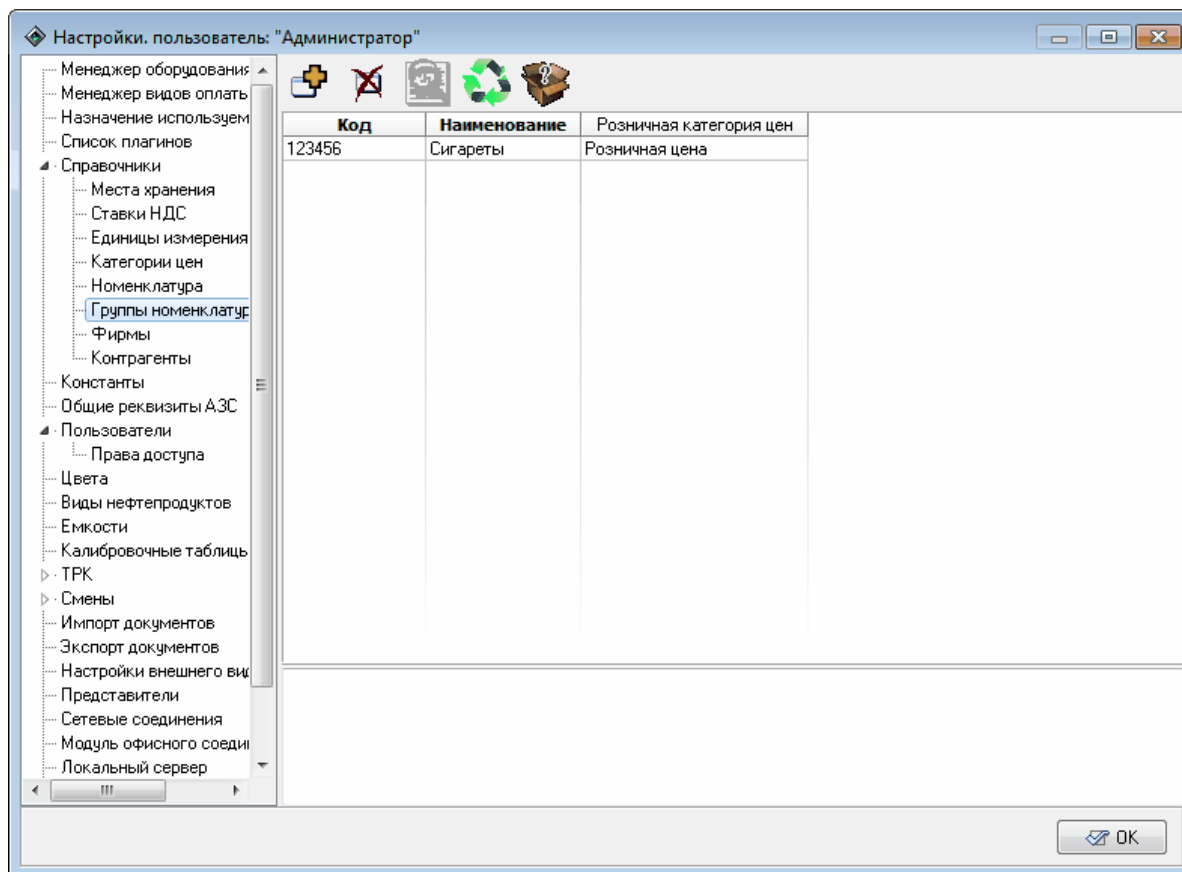 Настройки. пользователь: "Администратор"
Менеджер оборудования
Менеджер видов оплать
Назначение используем
Список плагинов
Справочники
Места хранения
Ставки НДС
Единицы измерения
Категории цен
Номенклатура
Группы номенклатур
Фирмы
Контрагенты
Константы
Общие реквизиты АЗС
Пользователи
Права доступа
Цвета
Виды нефтепродуктов
Емкости
Калибровочные таблиць
ТРК
Смены
Импорт документов
Экспорт документов
Настройки внешнего вид
Представители
Сетевые соединения
Модуль офисного соеди
Локальный сервер
Код Наименование Розничная категория цен
123456 Сигареты Розничная цена
OK